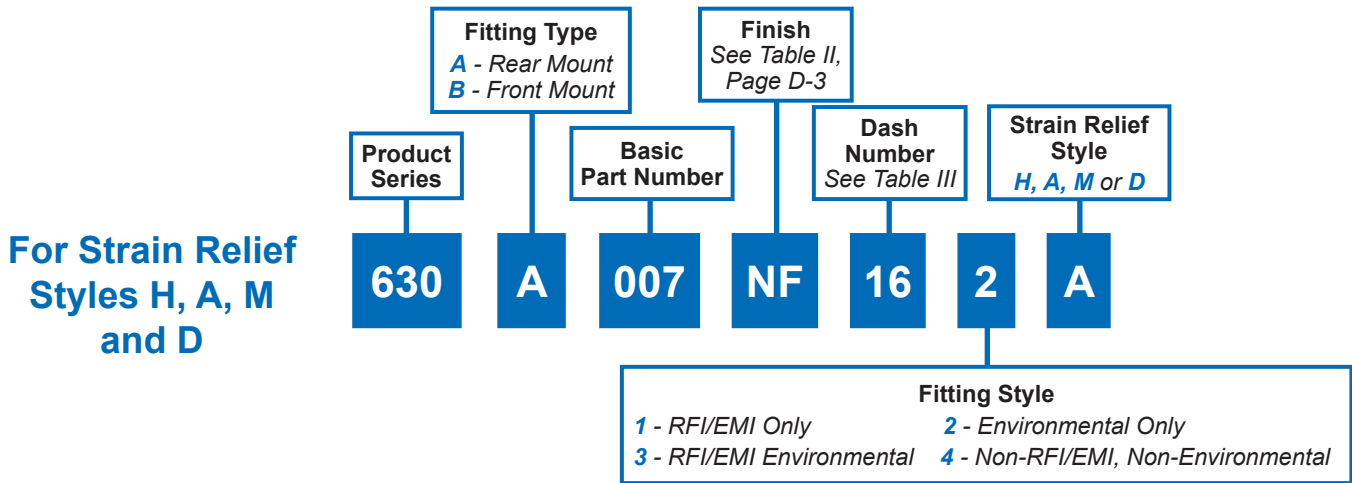 Fitting Type
A - Rear Mount
B - Front Mount
Finish
See Table II,
Page D-3
Product
Series
Basic
Part Number
Dash
Number
See Table III
Strain Relief
Style
H, A, M or D
For Strain Relief
Styles H, A, M
and D
630 A 007 NF 16 2 A
Fitting Style
1 - RFI/EMI Only 2 - Environmental Only
3 - RFI/EMI Environmental 4 - Non-RFI/EMI, Non-Environmental